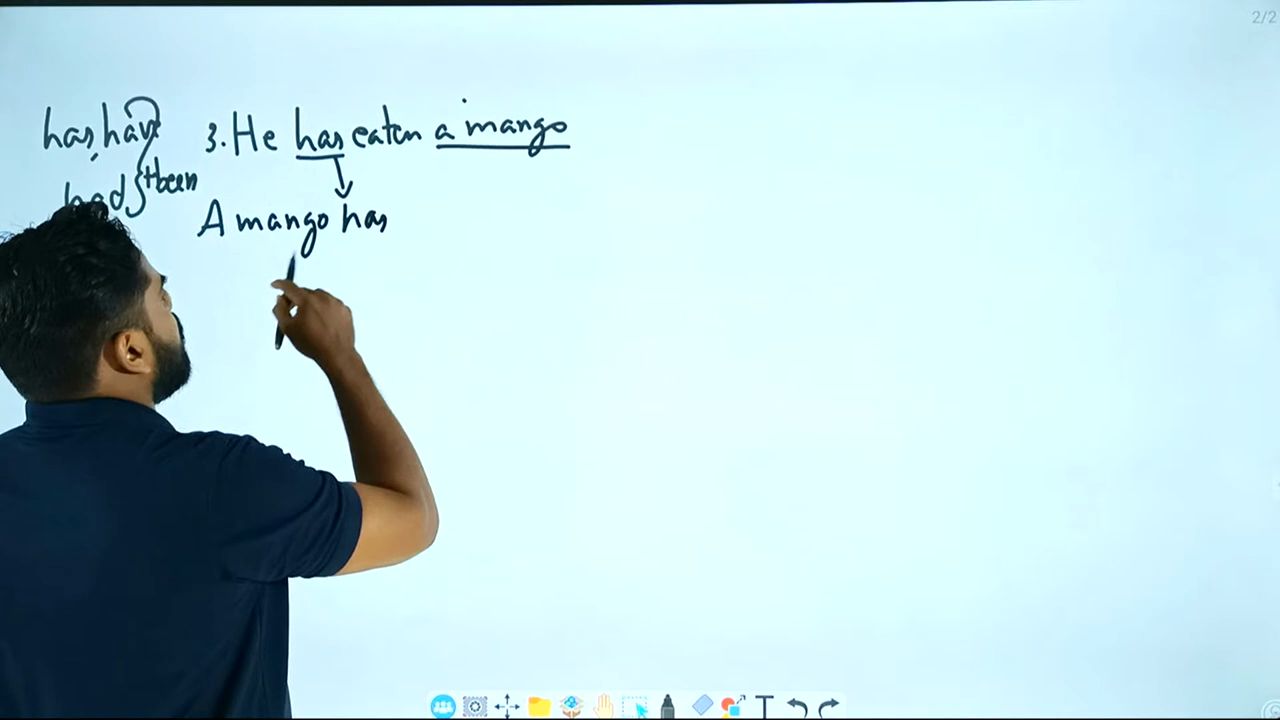 2/2
has, have
3. He has eaten a mango
had } + been
A mango has
T